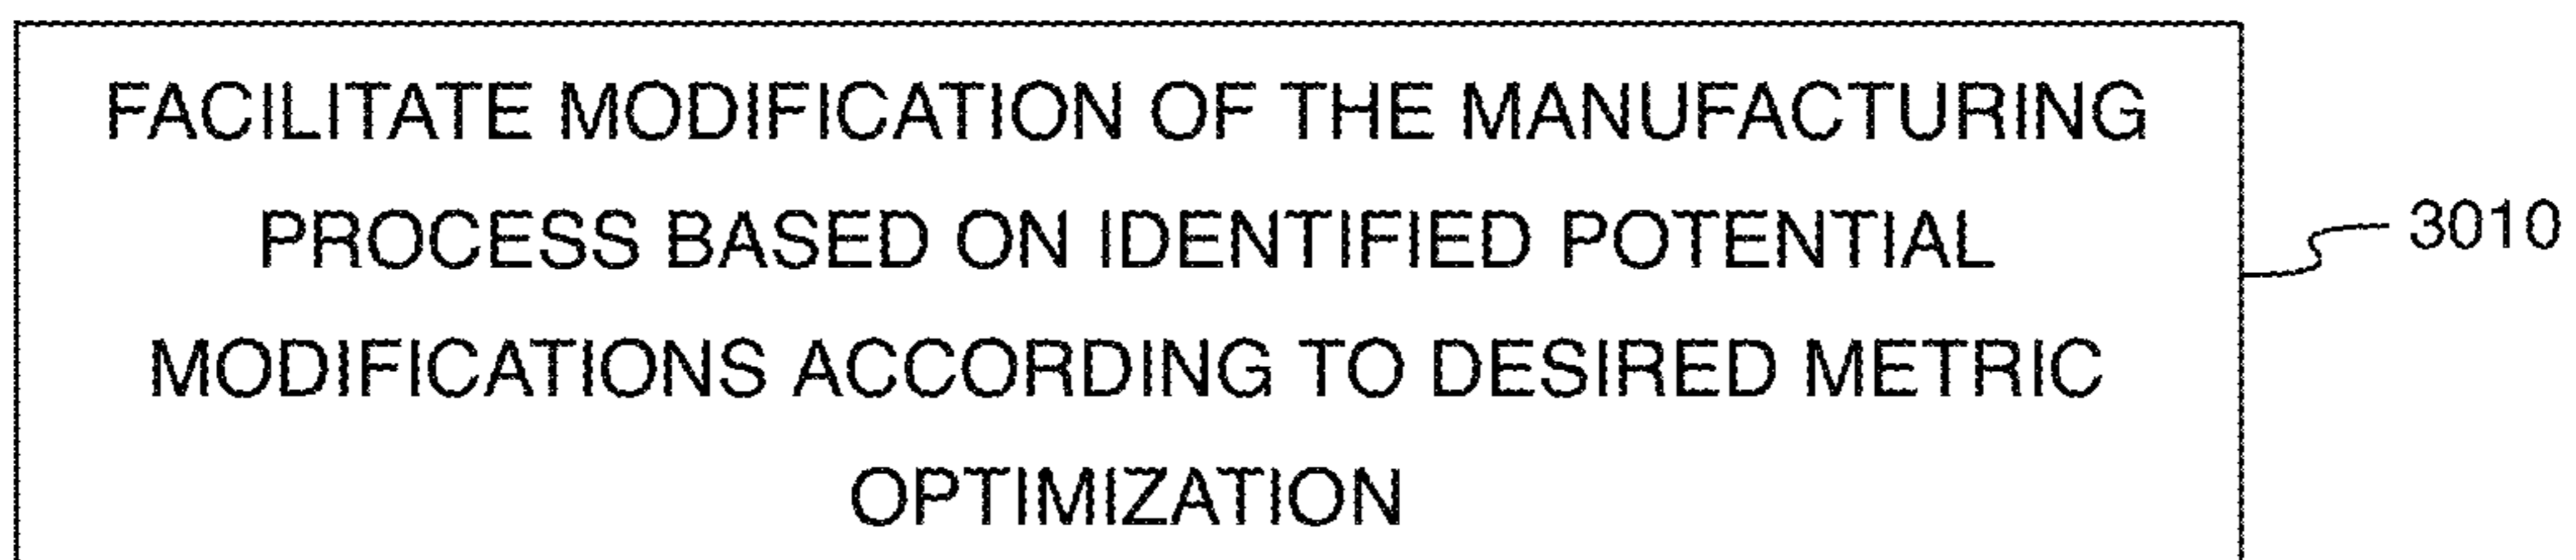 FACILITATE MODIFICATION OF THE MANUFACTURING
PROCESS BASED ON IDENTIFIED POTENTIAL
MODIFICATIONS ACCORDING TO DESIRED METRIC
OPTIMIZATION
3010